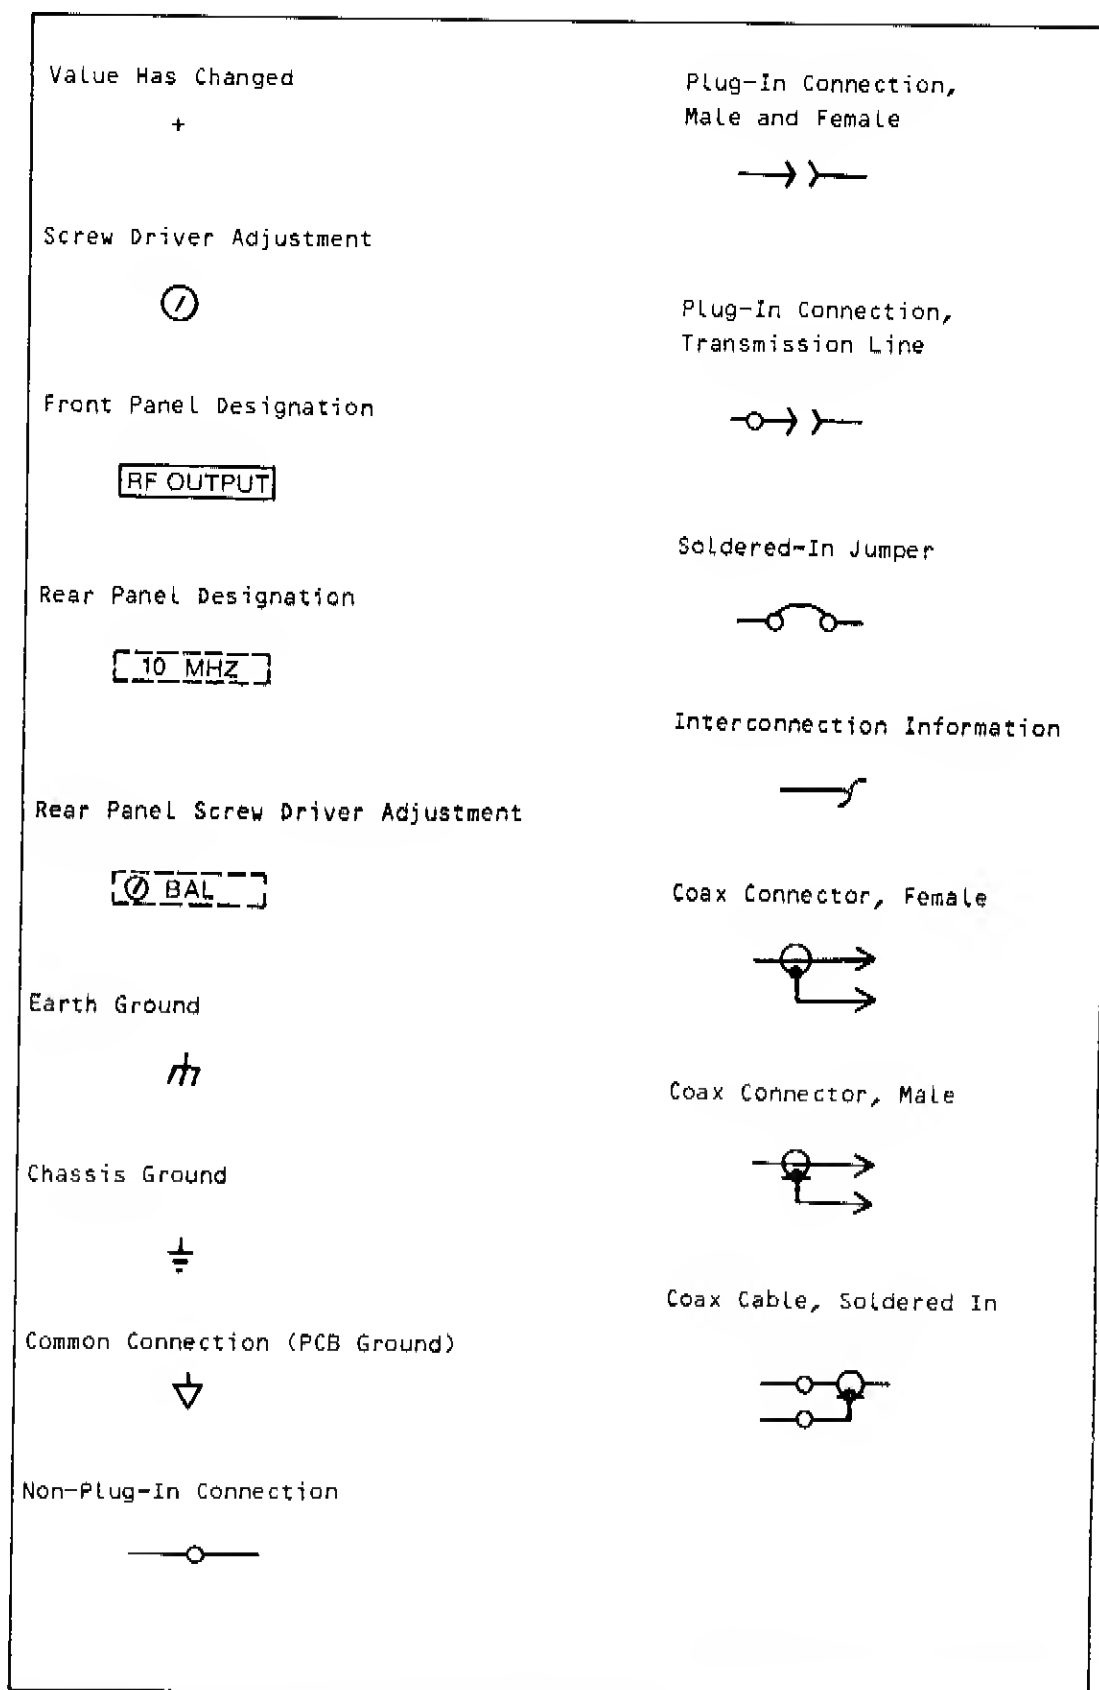 Value Has Changed
+
Screw Driver Adjustment
Front Panel Designation
RF OUTPUT
Rear Panel Designation
10 MHZ
Rear Panel Screw Driver Adjustment
BAL
Earth Ground
Chassis Ground
Common Connection (PCB Ground)
Non-Plug-In Connection
Plug-In Connection,
Male and Female
Plug-In Connection,
Transmission Line
Soldered-In Jumper
Interconnection Information
Coax Connector, Female
Coax Connector, Male
Coax Cable, Soldered In